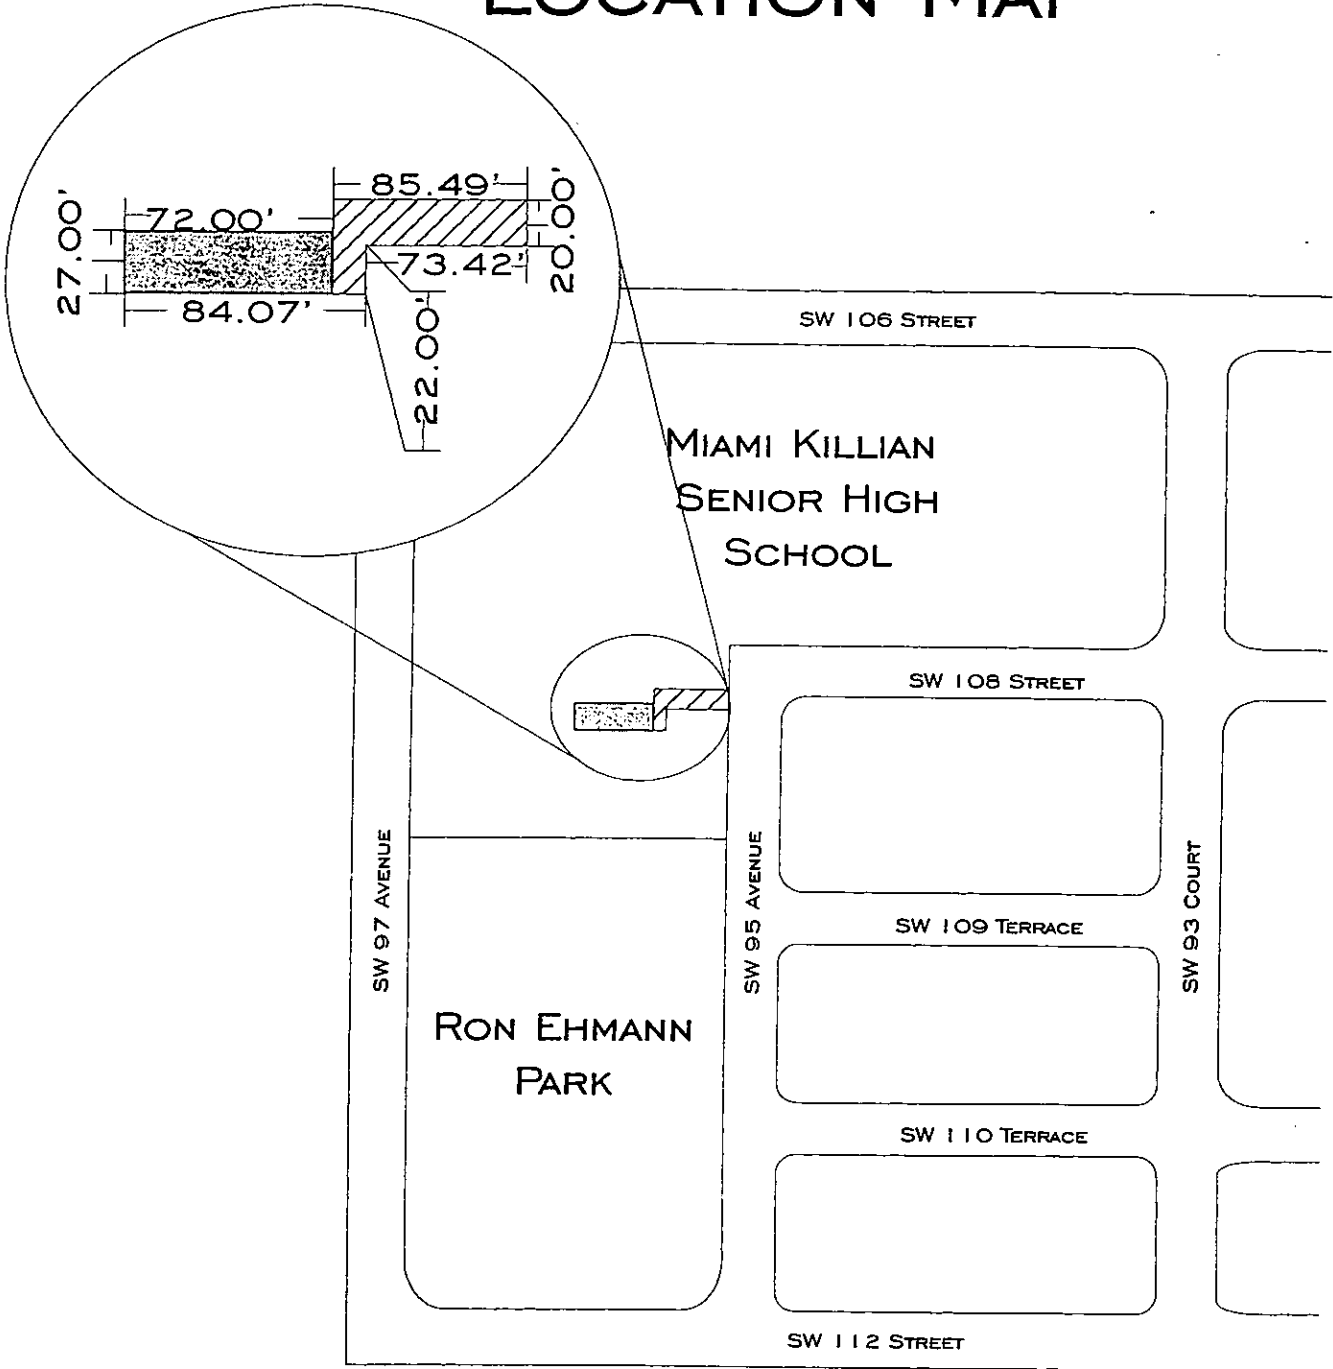 LOCATION MAP
85.49'
20.00'
72.00'
27.00'
73.42'
84.07'
22.00'
SW 106 STREET
MIAMI KILLIAN
SENIOR HIGH
SCHOOL
SW 108 STREET
SW 97 AVENUE
SW 95 AVENUE
SW 93 COURT
SW 109 TERRACE
RON EHMANN
PARK
SW 110 TERRACE
SW 112 STREET